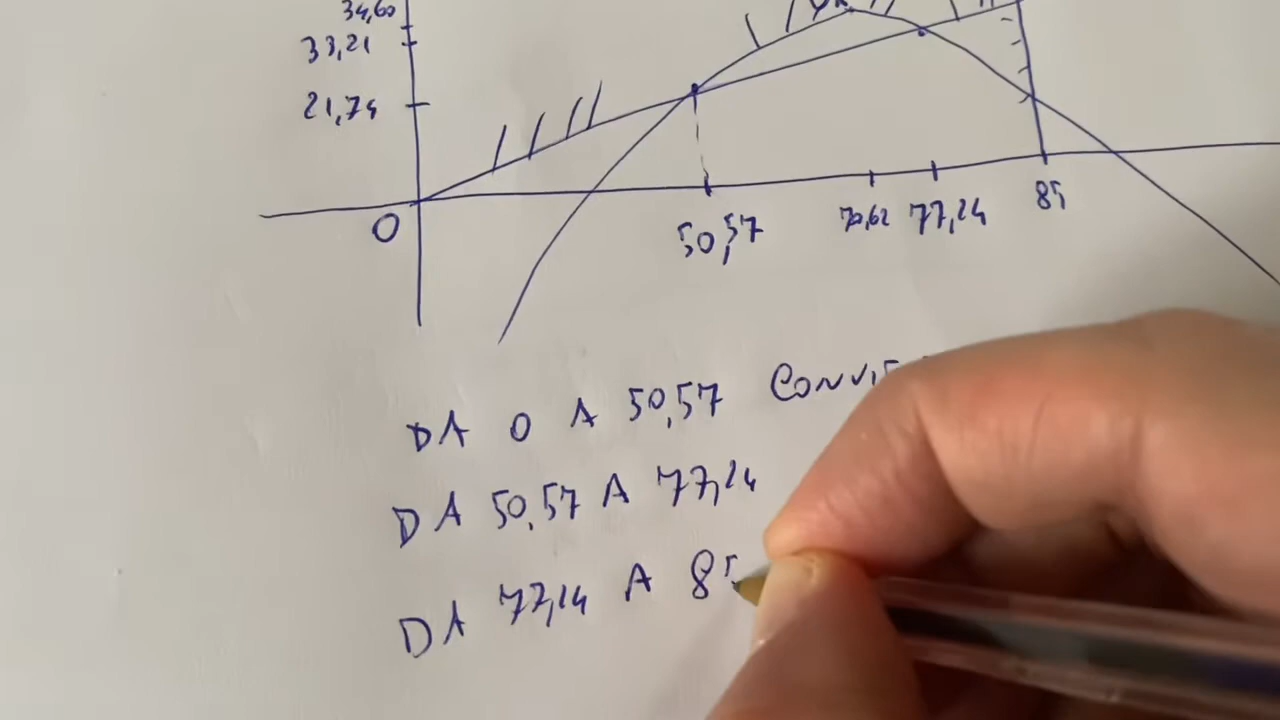 34,60
33,21
21,74
0
50,57
70,62
77,24
85
DA 0 A 50,57
DA 50,57 A 77,24
DA 77,24 A 85